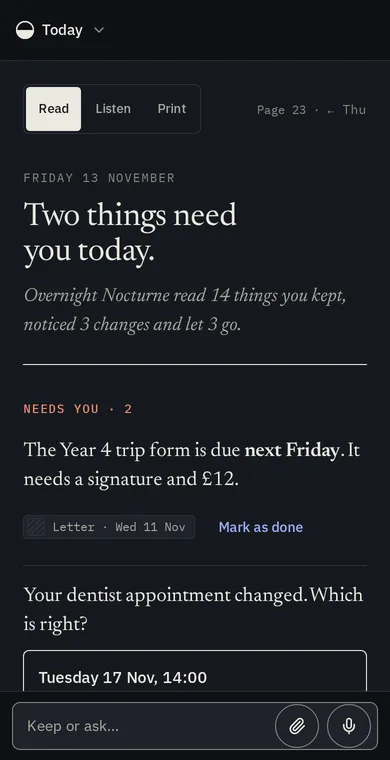 Today
Read Listen Print
Page 23 · ← Thu
FRIDAY 13 NOVEMBER
Two things need
you today.
Overnight Nocturne read 14 things you kept,
noticed 3 changes and let 3 go.
NEEDS YOU · 2
The Year 4 trip form is due next Friday. It
needs a signature and £12.
Letter · Wed 11 Nov
Mark as done
Your dentist appointment changed. Which
is right?
Tuesday 17 Nov, 14:00
Keep or ask...